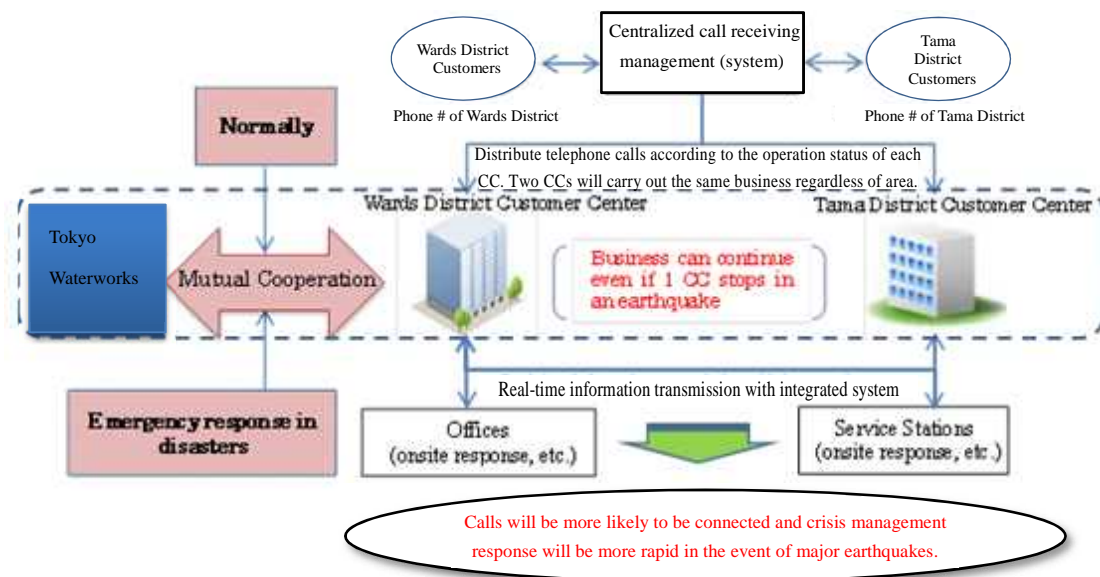 Wards District
Customers
Centralized call receiving
management (system)
Tama
District
Customers
Phone # of Wards District
Phone # of Tama District
Normally
Distribute telephone calls according to the operation status of each
CC. Two CCs will carry out the same business regardless of area.
Wards District Customer Center
Tama District Customer Center
Tokyo
Waterworks
Mutual Cooperation
Business can continue
even if 1 CC stops in
an earthquake
Real-time information transmission with integrated system
Emergency response in
disasters
Offices
(onsite response, etc.)
Service Stations
(onsite response, etc.)
Calls will be more likely to be connected and crisis management
response will be more rapid in the event of major earthquakes.